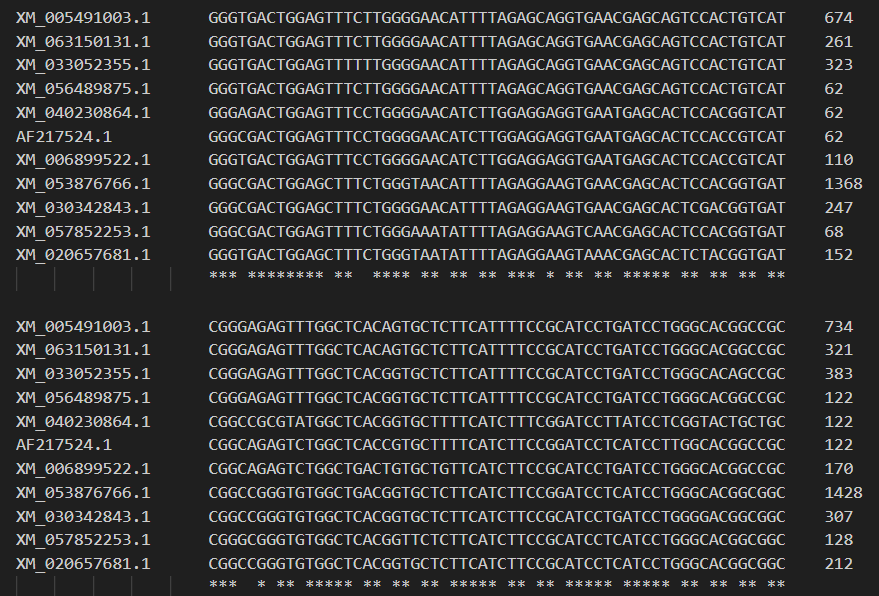 XM_005491003.1      GGGTGACTGGAGTTTCTTGGGGAACATTTTAGAGCAGGTGAACGAGCAGTCCACTGTCAT    674
XM_063150131.1      GGGTGACTGGAGTTTCTTGGGGAACATTTTAGAGCAGGTGAACGAGCAGTCCACTGTCAT    261
XM_033052355.1      GGGTGACTGGAGTTTTTTGGGGAACATTTTAGAGCAGGTGAACGAGCAGTCCACTGTCAT    323
XM_056489875.1      GGGTGACTGGAGTTTCTTGGGGAACATTTTAGAGCAGGTGAACGAGCAGTCCACTGTCAT    62
XM_040230864.1      GGGAGACTGGAGTTTCCTGGGGAACATCTTGGAGGAGGTGAATGAGCACTCCACGGTCAT    62
AF217524.1          GGGCGACTGGAGTTTCCTGGGGAACATCTTGGAGGAGGTGAATGAGCACTCCACCGTCAT    62
XM_006899522.1      GGGTGACTGGAGTTTCCTGGGGAACATCTTGGAGGAGGTGAATGAGCACTCCACCGTCAT    110
XM_053876766.1      GGGCGACTGGAGCTTTCTGGGTAACATTTTAGAGGAAGTGAACGAGCACTCCACGGTGAT    1368
XM_030342843.1      GGGCGACTGGAGCTTTCTGGGGAACATTTTAGAGGAAGTGAACGAGCACTCGACGGTGAT    247
XM_057852253.1      GGGCGACTGGAGTTTTCTGGGAAATATTTTAGAGGAAGTCAACGAGCACTCCACGGTGAT    68
XM_020657681.1      GGGTGACTGGAGCTTTCTGGGTAATATTTTAGAGGAAGTAAACGAGCACTCTACGGTGAT    152
                    *** ******** **  **** ** ** ** *** * ** ** ***** ** ** ** **
XM_005491003.1      CGGGAGAGTTTGGCTCACAGTGCTCTTCATTTTCCGCATCCTGATCCTGGGCACGGCCGC    734
XM_063150131.1      CGGGAGAGTTTGGCTCACAGTGCTCTTCATTTTCCGCATCCTGATCCTGGGCACGGCCGC    321
XM_033052355.1      CGGGAGAGTTTGGCTCACGGTGCTCTTCATTTTCCGCATCCTGATCCTGGGCACAGCCGC    383
XM_056489875.1      CGGGAGAGTTTGGCTCACGGTGCTCTTCATTTTCCGCATCCTGATCCTGGGCACGGCCGC    122
XM_040230864.1      CGGCCGCGTATGGCTCACGGTGCTTTTCATCTTTCGGATCCTTATCCTCGGTACTGCTGC    122
AF217524.1          CGGCAGAGTCTGGCTCACCGTGCTTTTCATCTTCCGGATCCTCATCCTTGGCACGGCCGC    122
XM_006899522.1      CGGCAGAGTCTGGCTGACTGTGCTGTTCATCTTCCGCATCCTGATCCTGGGCACGGCCGC    170
XM_053876766.1      CGGCCGGGTGTGGCTGACGGTGCTCTTCATCTTCCGGATCCTCATCCTGGGCACGGCGGC    1428
XM_030342843.1      CGGCCGGGTGTGGCTCACGGTGCTCTTCATCTTCCGCATCCTGATCCTGGGGACGGCGGC    307
XM_057852253.1      CGGGCGGGTGTGGCTCACGGTTCTCTTCATCTTCCGCATCCTCATCCTGGGCACGGCGGC    128
XM_020657681.1      CGGCCGGGTGTGGCTCACGGTGCTCTTCATCTTCCGCATCCTCATCCTGGGCACGGCGGC    212
                    ***  * ** ***** ** ** ** ***** ** ** ***** ***** ** ** ** **